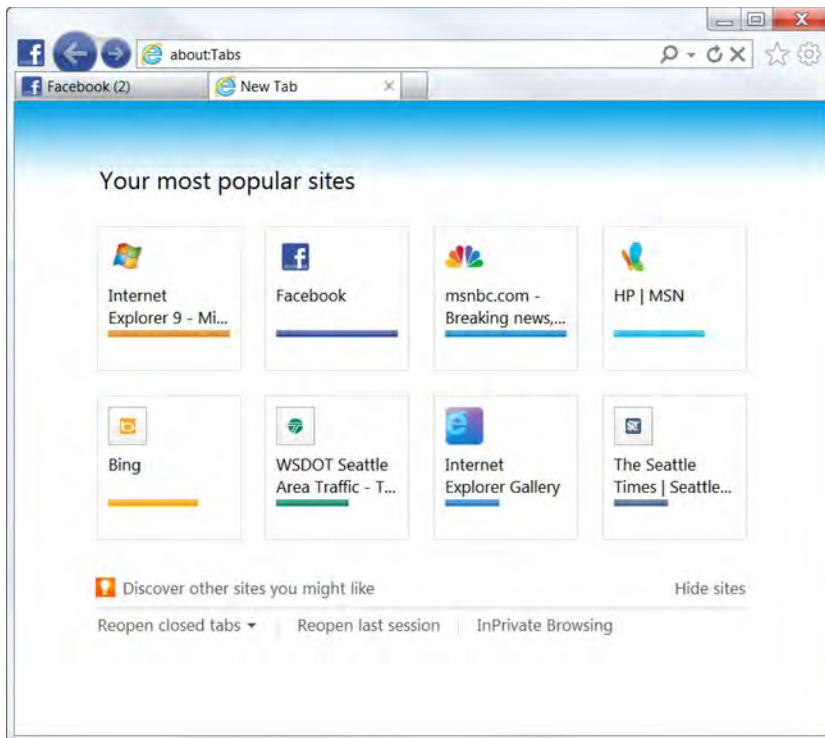 about:Tabs
Facebook (2)
New Tab
Your most popular sites
Internet
Explorer 9 - Mi...
Facebook
msnbc.com -
Breaking news,...
HP | MSN
Bing
WSDOT Seattle
Area Traffic - T...
Internet
Explorer Gallery
The Seattle
Times | Seattle...
Discover other sites you might like
Hide sites
Reopen closed tabs
Reopen last session
InPrivate Browsing